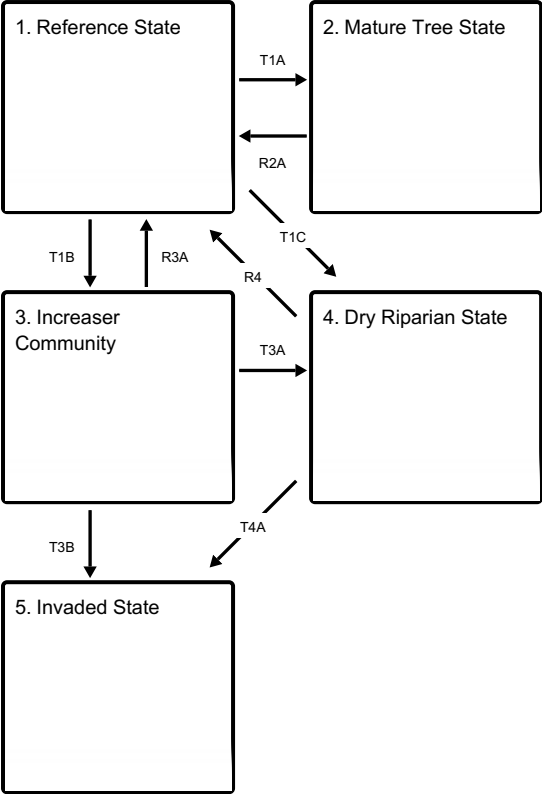 1. Reference State
2. Mature Tree State
T1A
R2A
T1C
T1B
R3A
R4
3. Increaser
Community
4. Dry Riparian State
T3A
T4A
T3B
5. Invaded State